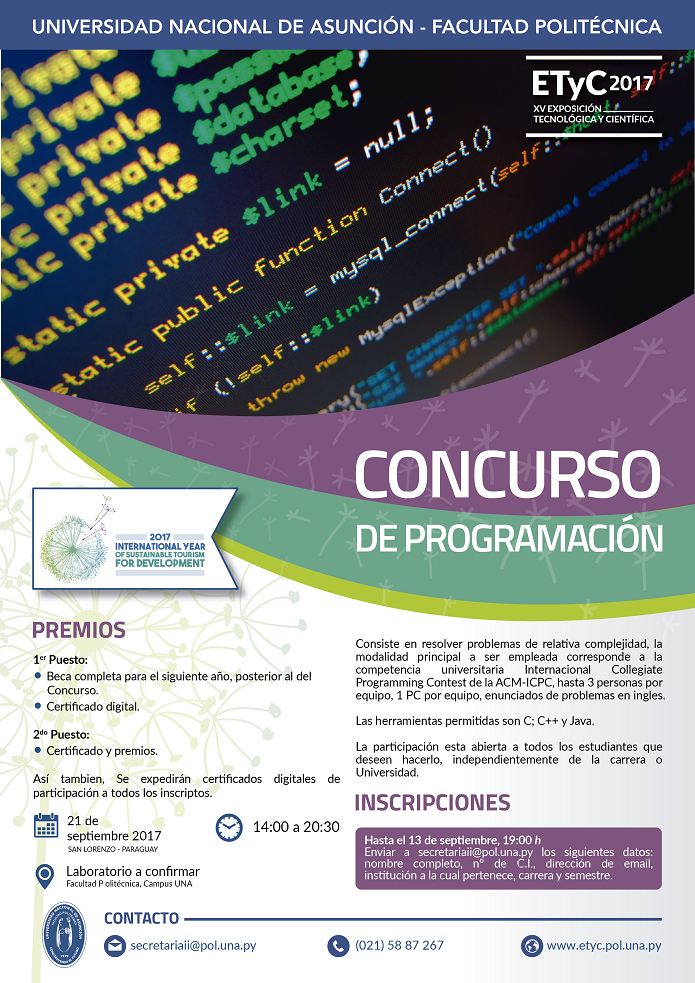 UNIVERSIDAD NACIONAL DE ASUNCIÓN - FACULTAD POLITÉCNICA
ETyC 2017
XV EXPOSICIÓN
TECNOLÓGICA Y CIENTÍFICA
private
private $database;
private $charset;
static private $link = null;
static public function Connect()
self::$link = mysql_connect(self::
if (!self::$link)
throw new MysqlException("Cannot connect to
CONCURSO
DE PROGRAMACIÓN
2017
INTERNATIONAL YEAR
OF SUSTAINABLE TOURISM
FOR DEVELOPMENT
PREMIOS
1er Puesto:
• Beca completa para el siguiente año, posterior al del
Concurso.
• Certificado digital.
2do Puesto:
• Certificado y premios.
Así tambien, Se expedirán certificados digitales de
participación a todos los inscriptos.
21 de
septiembre 2017
SAN LORENZO - PARAGUAY
14:00 a 20:30
Laboratorio a confirmar
Facultad P olitécnica, Campus UNA
Consiste en resolver problemas de relativa complejidad, la
modalidad principal a ser empleada corresponde a la
competencia universitaria Internacional Collegiate
Programming Contest de la ACM-ICPC, hasta 3 personas por
equipo, 1 PC por equipo, enunciados de problemas en ingles.
Las herramientas permitidas son C; C++ y Java.
La participación esta abierta a todos los estudiantes que
deseen hacerlo, independientemente de la carrera o
Universidad.
INSCRIPCIONES
Hasta el 13 de septiembre, 19:00 h
Enviar a secretariaii@pol.una.py los siguientes datos:
nombre completo, n° de C.I., dirección de email,
institución a la cual pertenece, carrera y semestre.
CONTACTO
secretariaii@pol.una.py
(021) 58 87 267
www.etyc.pol.una.py